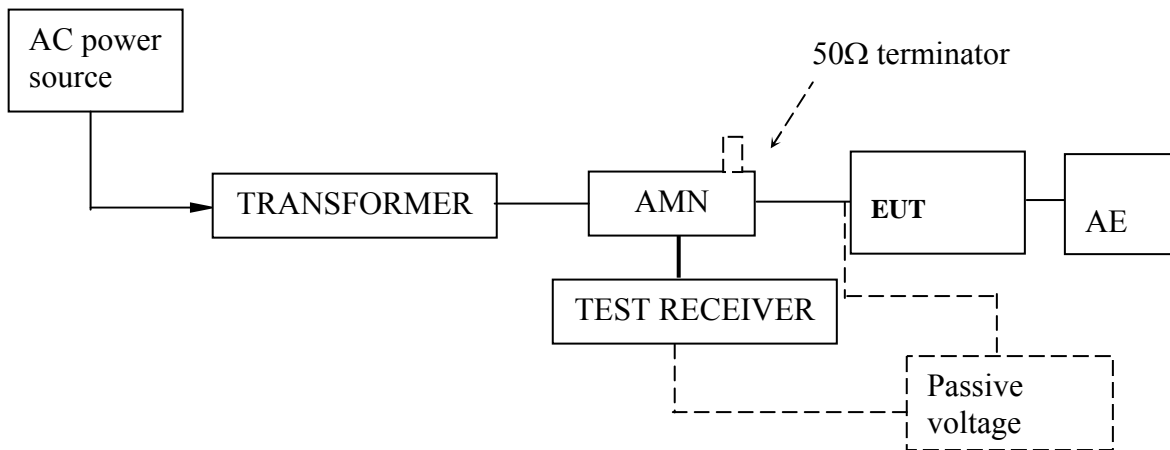 AC power
source
50Ω terminator
TRANSFORMER
AMN
EUT
AE
TEST RECEIVER
Passive
voltage